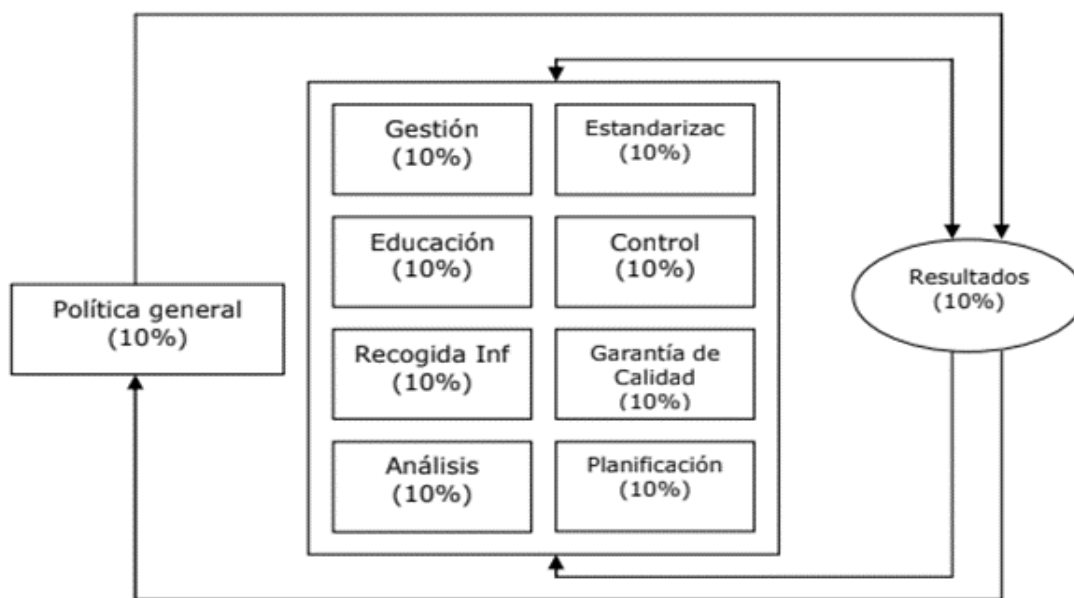 Política general
(10%)
Gestión
(10%)
Estandarizac
(10%)
Educación
(10%)
Control
(10%)
Recogida Inf
(10%)
Garantía de
Calidad
(10%)
Análisis
(10%)
Planificación
(10%)
Resultados
(10%)